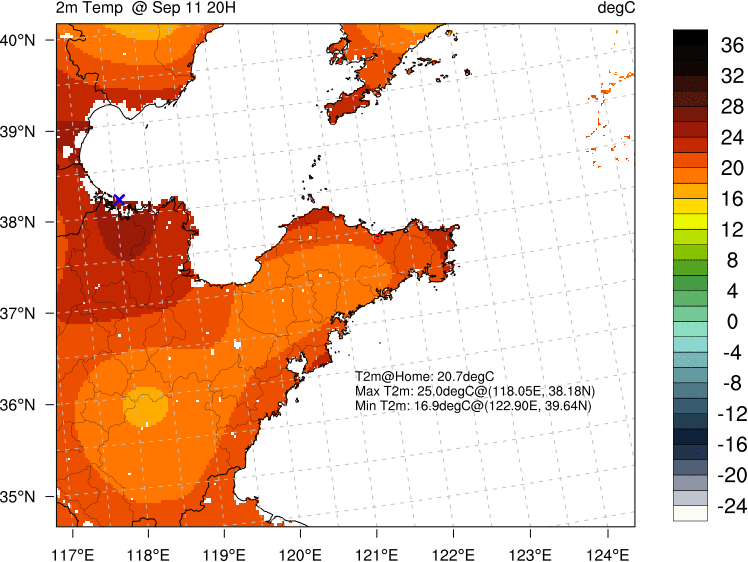 2m Temp @ Sep 11 20H
degC
40°N
39°N
38°N
37°N
36°N
35°N
117°E
118°E
119°E
120°E
121°E
122°E
123°E
124°E
T2m@Home: 20.7degC
Max T2m: 25.0degC@(118.05E, 38.18N)
Min T2m: 16.9degC@(122.90E, 39.64N)
36
32
28
24
20
16
12
8
4
0
-4
-8
-12
-16
-20
-24